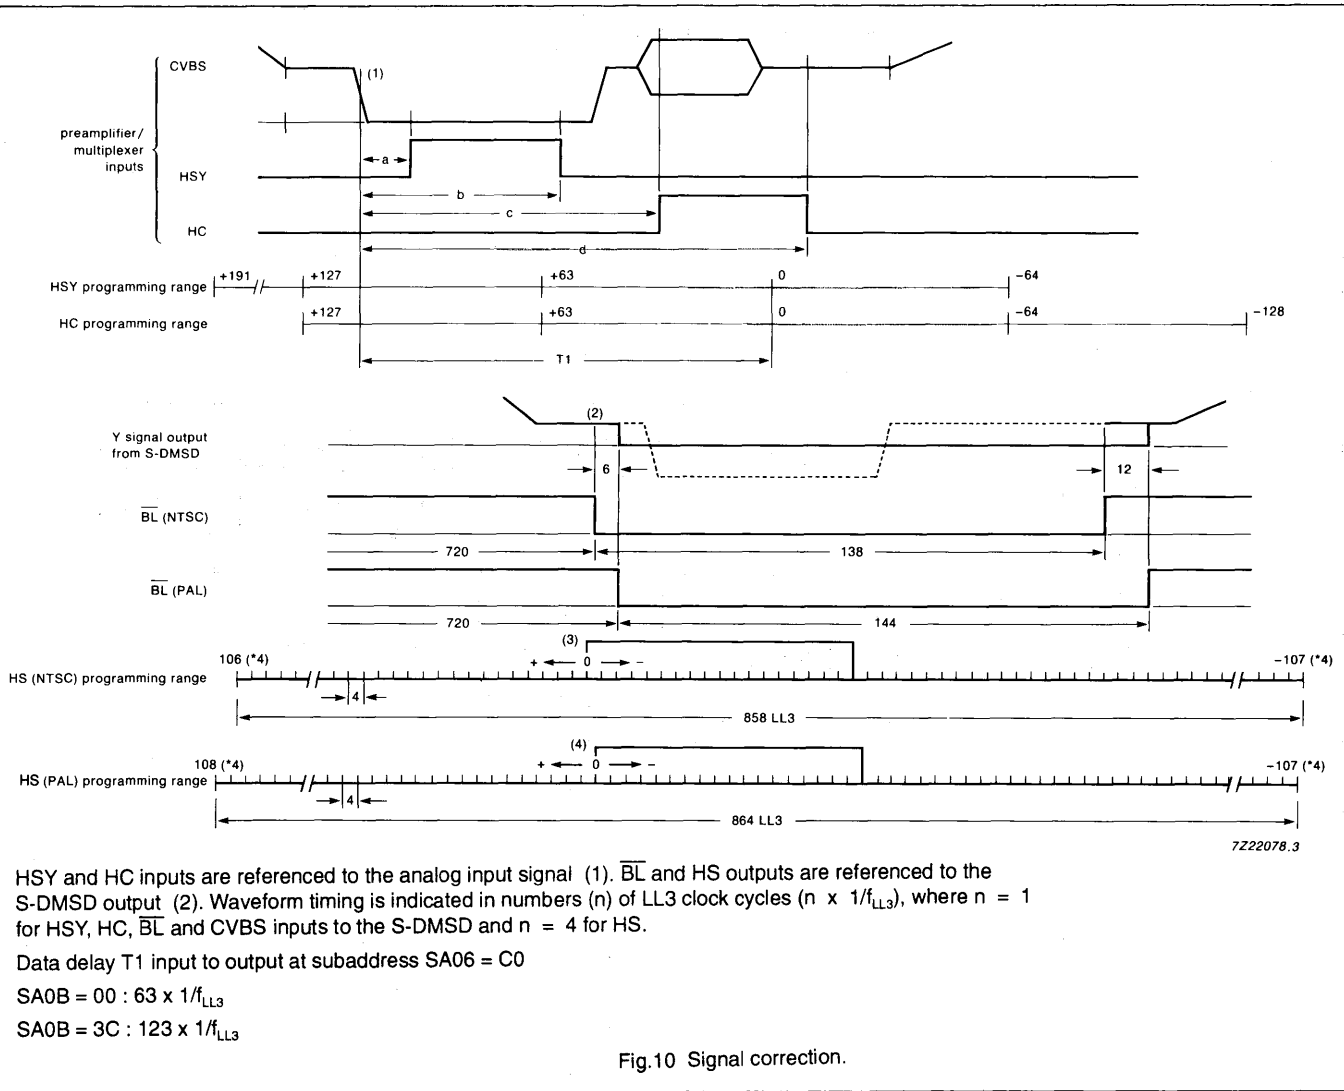 CVBS
(1)
preamplifier/
multiplexer
inputs
a
HSY
b
c
HC
d
HSY programming range +191 +127 +63 0 −64
HC programming range +127 +63 0 −64 −128
T1
(2)
Y signal output
from S-DMSD
6 12
BL (NTSC)
720 138
BL (PAL)
720 144
(3)
106 (*4) + 0 − −107 (*4)
HS (NTSC) programming range
4
858 LL3
(4)
108 (*4) + 0 − −107 (*4)
HS (PAL) programming range
4
864 LL3
7Z22078.3
HSY and HC inputs are referenced to the analog input signal (1). BL and HS outputs are referenced to the
S-DMSD output (2). Waveform timing is indicated in numbers (n) of LL3 clock cycles (n x 1/fLL3), where n = 1
for HSY, HC, BL and CVBS inputs to the S-DMSD and n = 4 for HS.
Data delay T1 input to output at subaddress SA06 = C0
SA0B = 00 : 63 x 1/fLL3
SA0B = 3C : 123 x 1/fLL3
Fig.10 Signal correction.